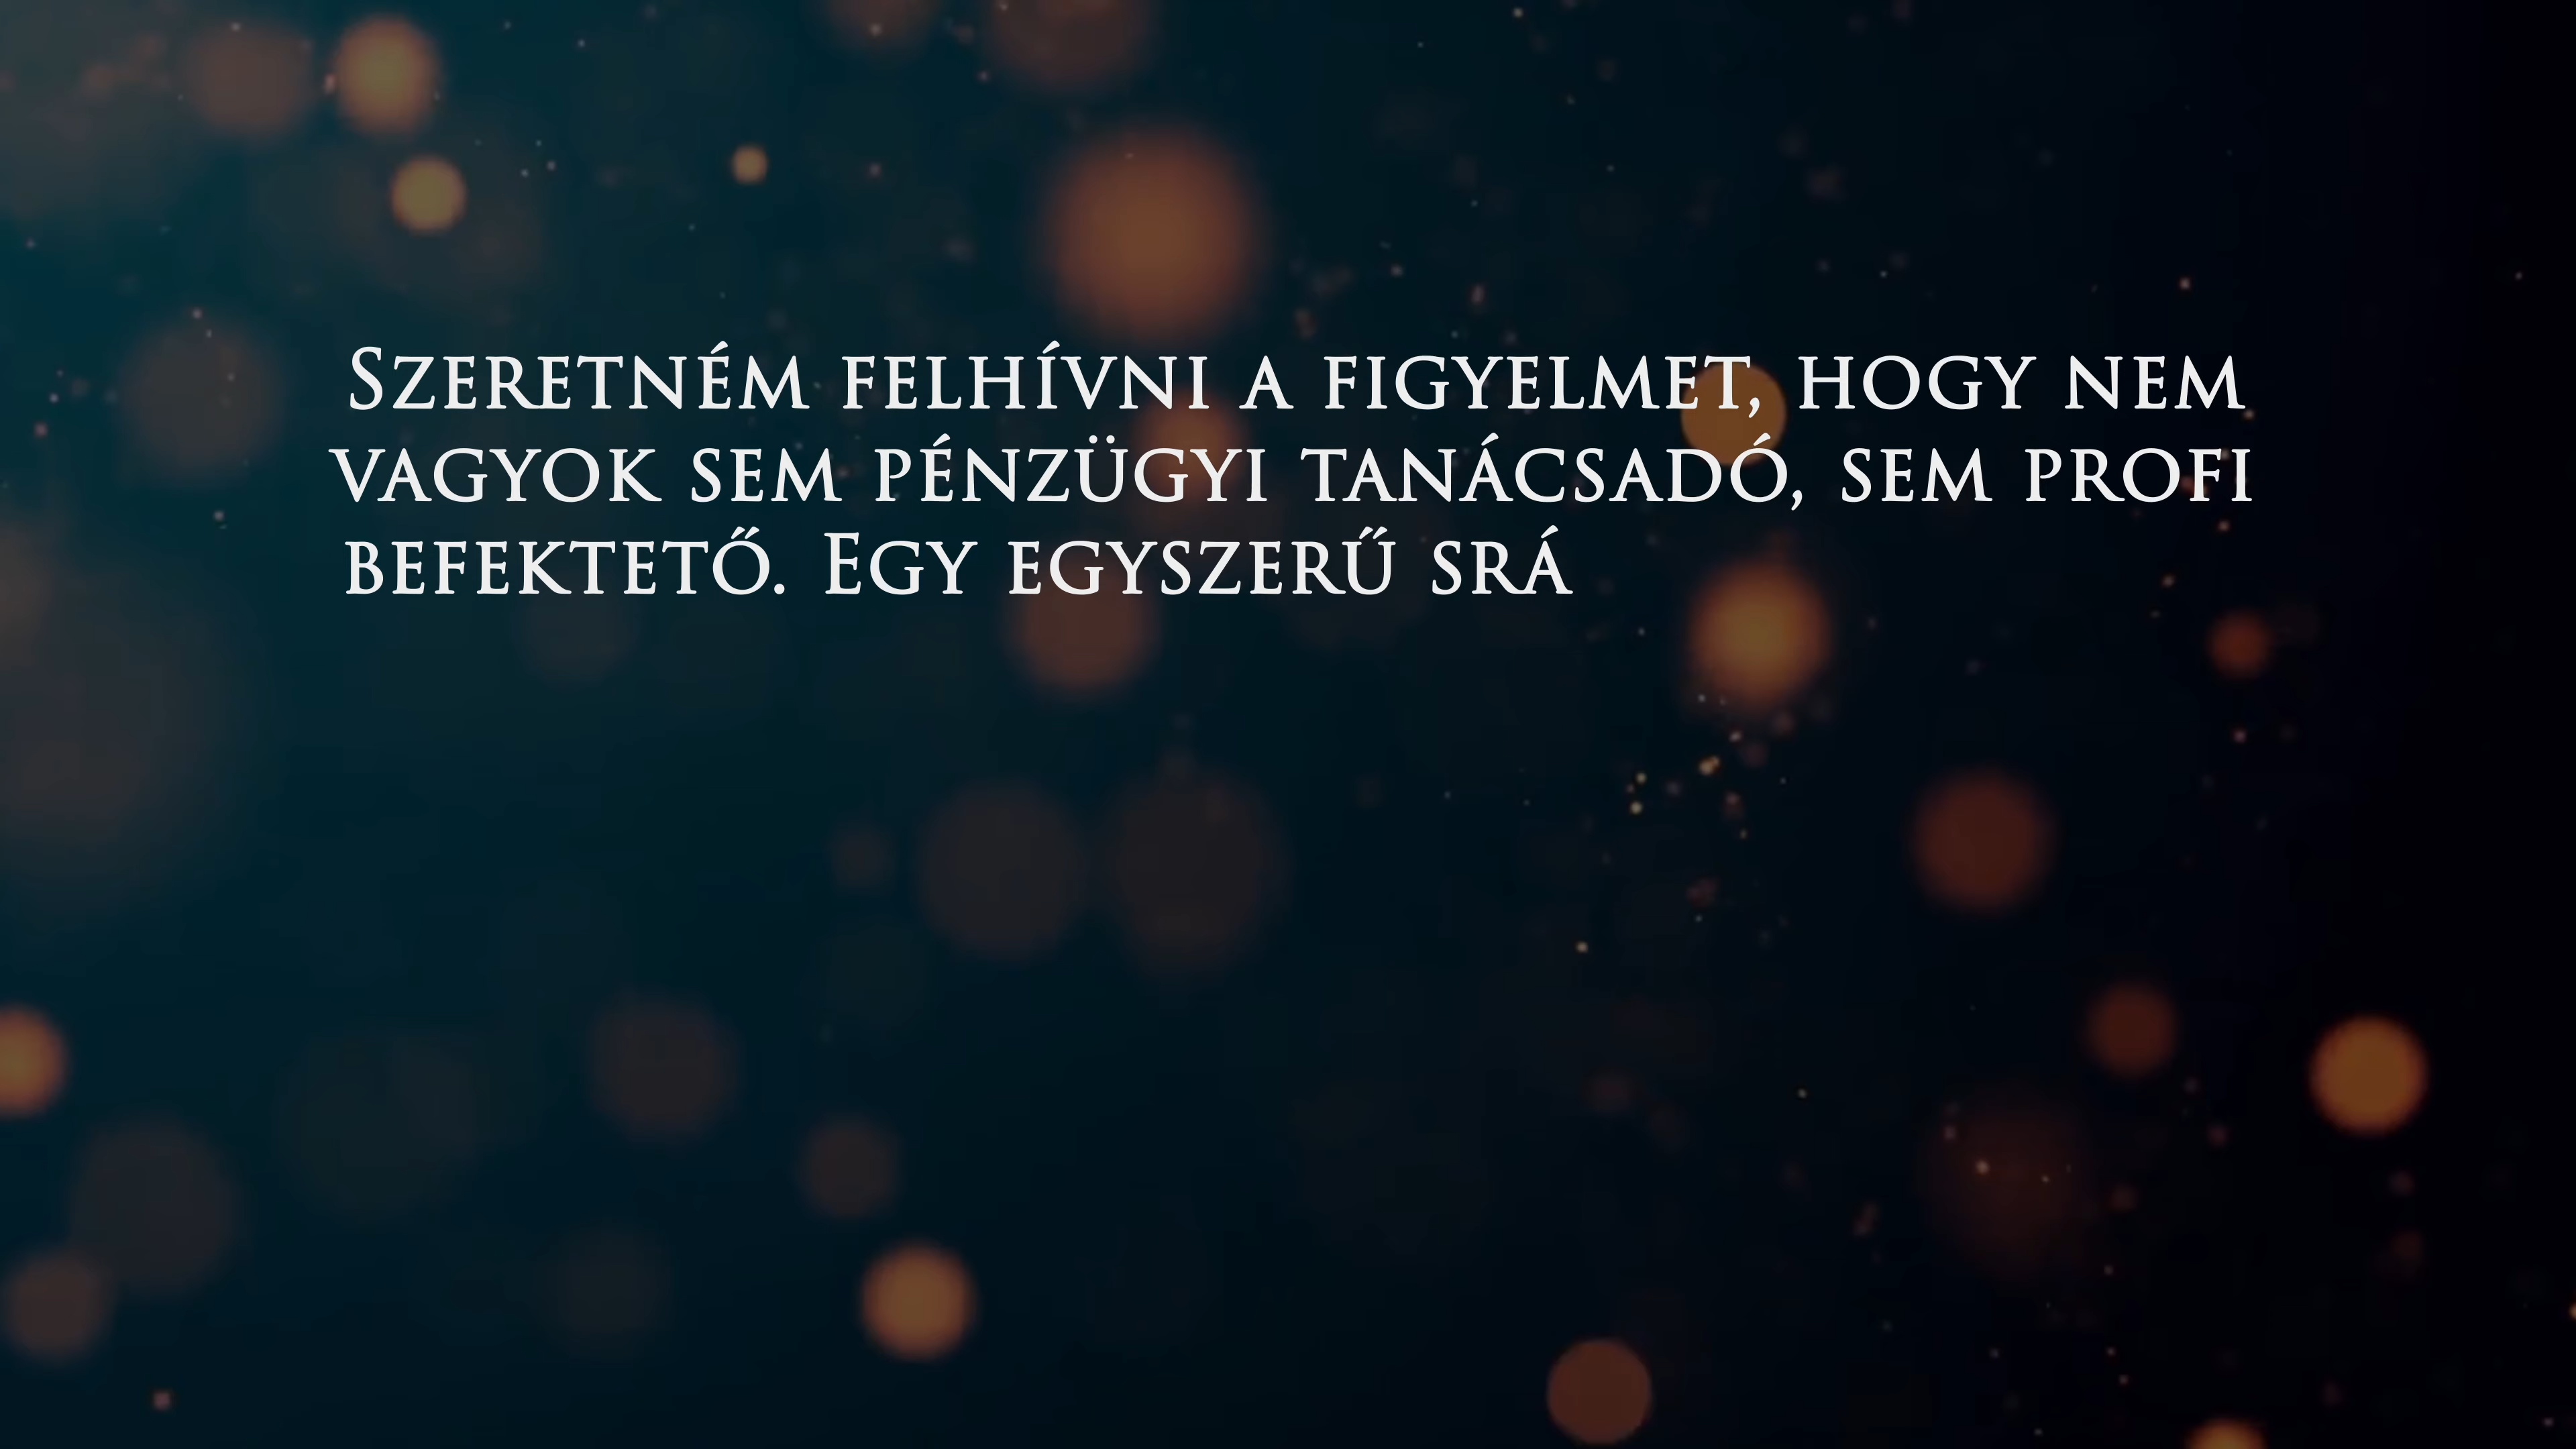 Szeretném felhívni a figyelmet, hogy nem
vagyok sem pénzügyi tanácsadó, sem profi
befektető. Egy egyszerű srá